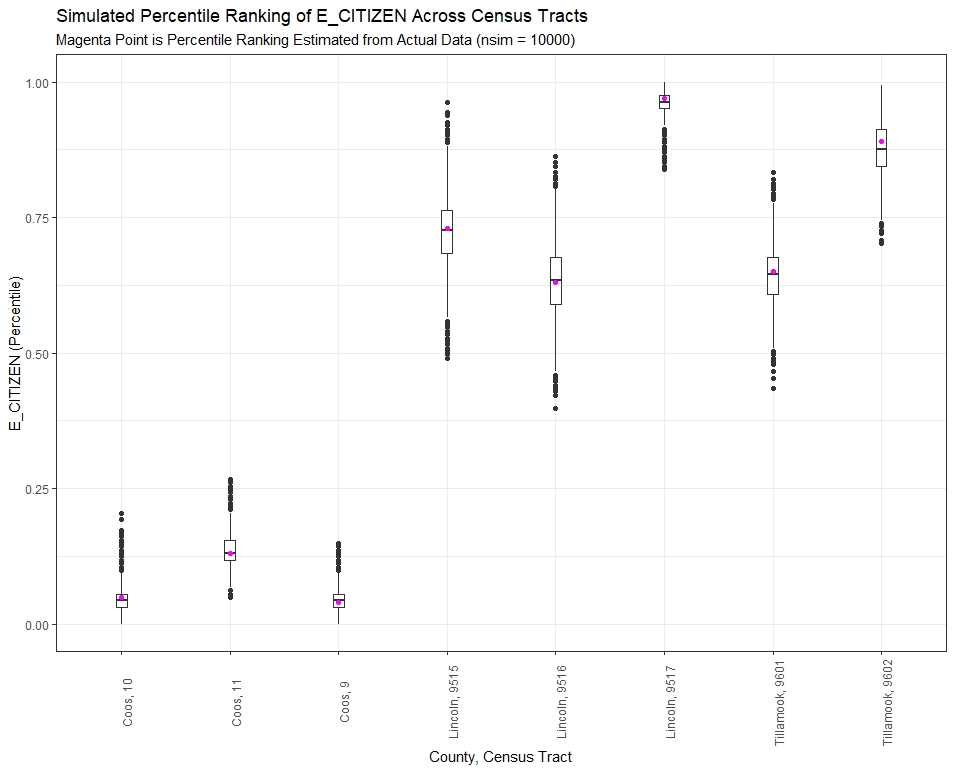 Simulated Percentile Ranking of E_CITIZEN Across Census Tracts
Magenta Point is Percentile Ranking Estimated from Actual Data (nsim = 10000)
E_CITIZEN (Percentile)
1.00
0.75
0.50
0.25
0.00
Coos, 10
Coos, 11
Coos, 9
Lincoln, 9515
Lincoln, 9516
Lincoln, 9517
Tillamook, 9601
Tillamook, 9602
County, Census Tract